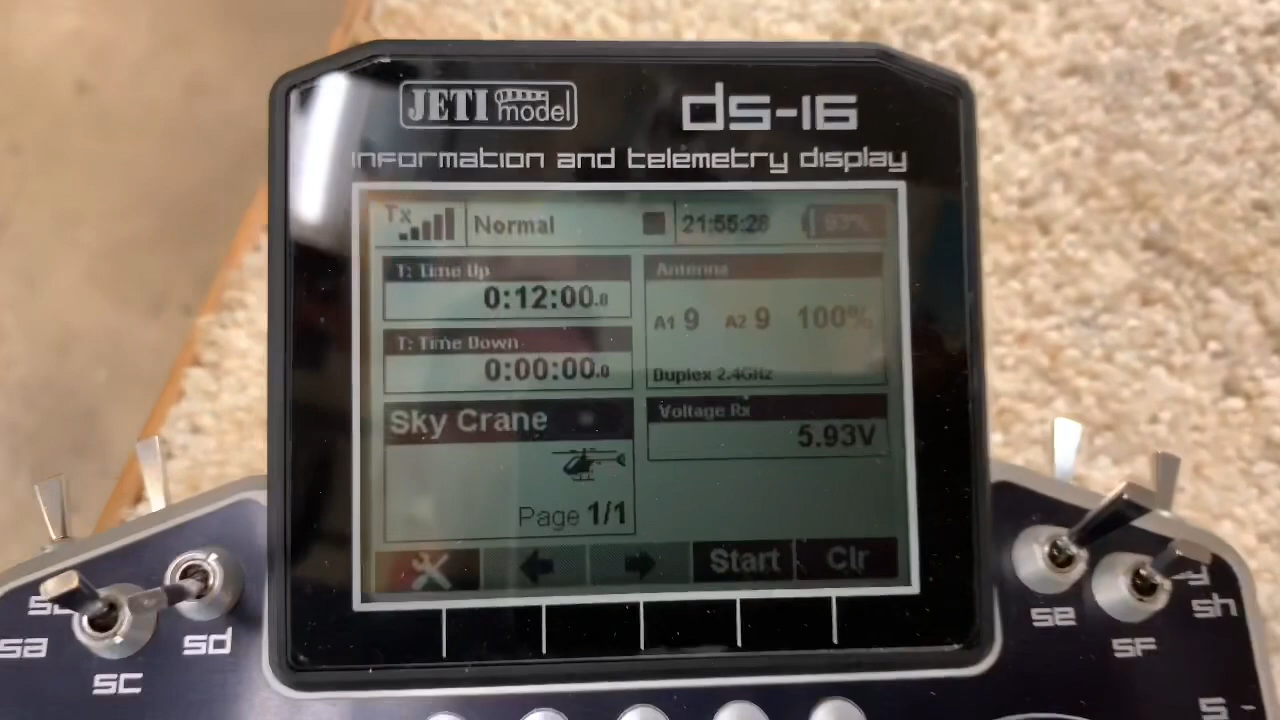 JETI model
DS-16
information and telemetry display
Tx Normal 21:55:28 93%
T: Time Up
0:12:00.0
T: Time Down
0:00:00.0
Sky Crane
Page 1/1
Antenna
A1 9 A2 9 100%
Duplex 2.4GHz
Voltage Rx
5.93V
Start Clr
sa
sc
sd
se
sf
sh